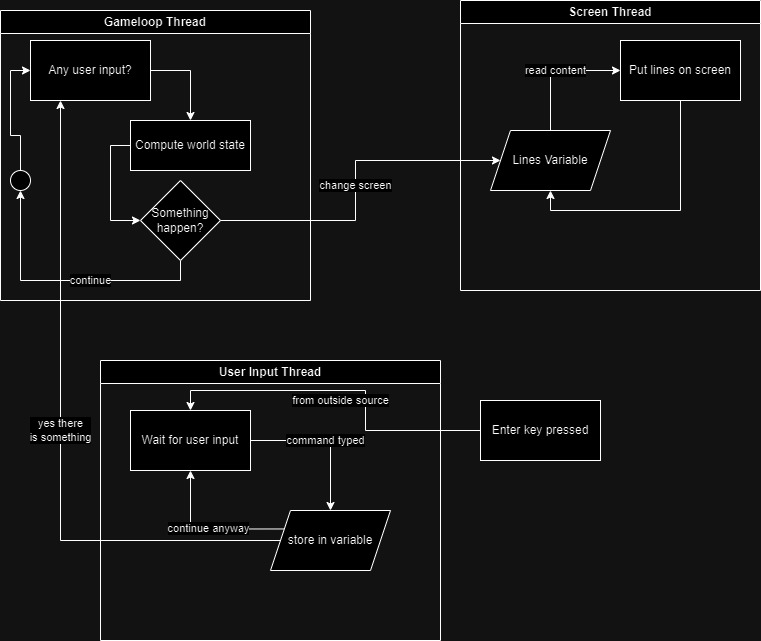 Gameloop Thread
Screen Thread
Any user input?
read content
Put lines on screen
Compute world state
Lines Variable
change screen
Something
happen?
continue
User Input Thread
from outside source
yes there
is something
Wait for user input
command typed
Enter key pressed
continue anyway
store in variable